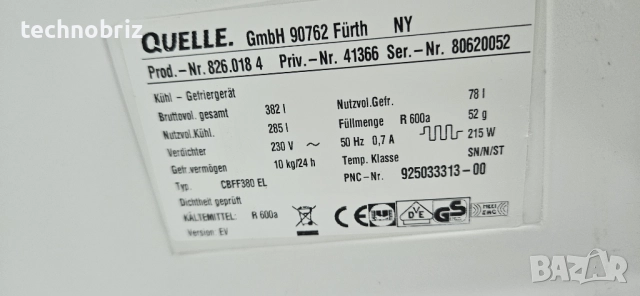 technobriz
QUELLE. GmbH 90762 Fürth NY
Prod.-Nr. 826.018 4 Priv.-Nr. 41366 Ser.-Nr. 80620052
Kühl - Gefriergerät
Bruttovol. gesamt 382 l Nutzvol.Gefr. 78 l
Nutzvol.Kühl. 285 l Füllmenge R 600a 52 g
Verdichter 230 V ~ 50 Hz 0,7 A 215 W
Gefr.vermögen 10 kg/24 h Temp. Klasse SN/N/ST
Typ. CBFF380 EL PNC-Nr. 925033313-00
Dichtheit geprüft
KÄLTEMITTEL: R 600a CE DVE GS
Version: EV
BAZAR